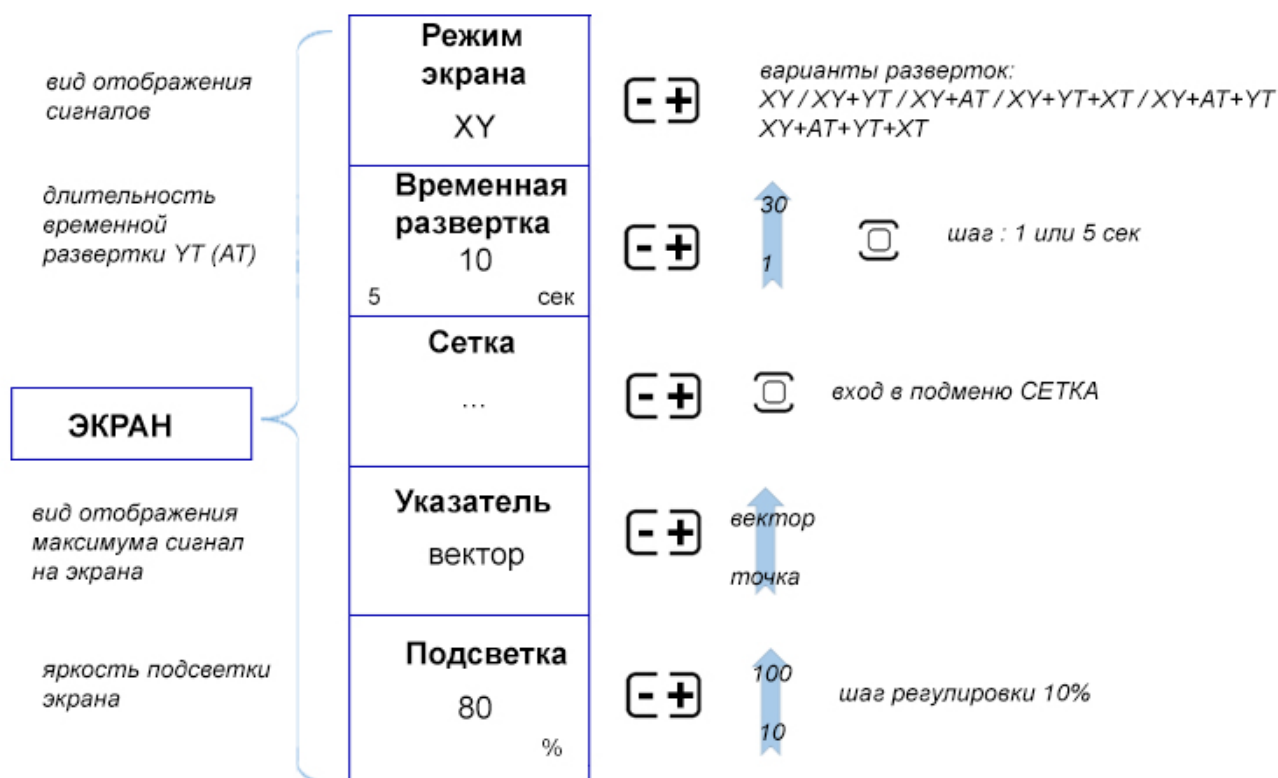 вид отображения
сигналов
Режим
экрана
XY
- +
варианты разверток:
XY / XY+YT / XY+AT / XY+YT+XT / XY+AT+YT
XY+AT+YT+XT
длительность
временной
развертки YT (AT)
Временная
развертка
10
5 сек
- +
30
1
шаг : 1 или 5 сек
ЭКРАН
Сетка
...
- +
вход в подменю СЕТКА
вид отображения
максимума сигнал
на экрана
Указатель
вектор
- +
вектор
точка
яркость подсветки
экрана
Подсветка
80
%
- +
100
10
шаг регулировки 10%